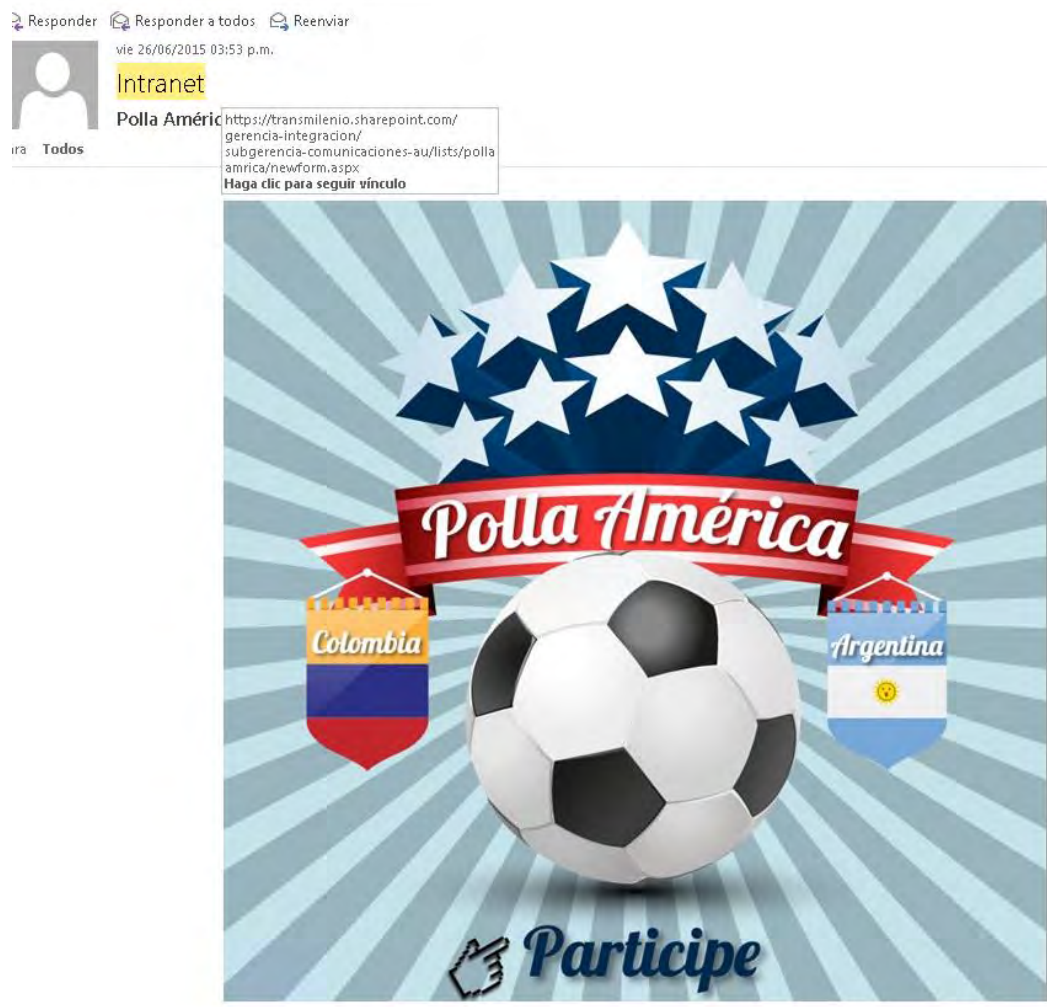 Responder Responder a todos Reenviar
vie 26/06/2015 03:53 p.m.
Intranet
Polla Améric
ra Todos
https://transmilenio.sharepoint.com/
gerencia-integracion/
subgerencia-comunicaciones-au/lists/polla
amrica/newform.aspx
Haga clic para seguir vínculo
Polla América
Colombia
Argentina
Participe